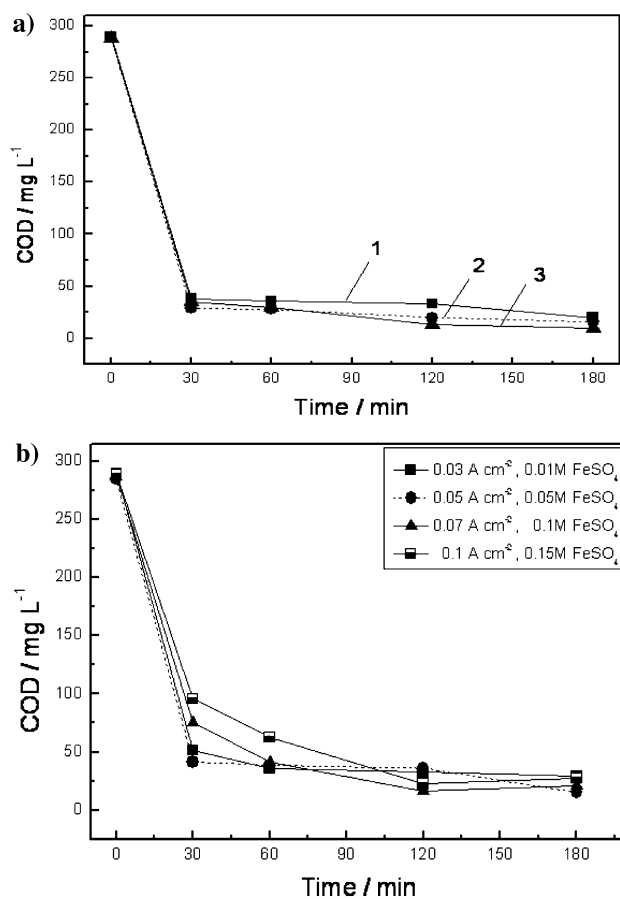 a)
300
250
200
150
100
50
0
COD / mg L⁻¹
1
2
3
0 30 60 90 120 150 180
Time / min
b)
300
250
200
150
100
50
0
COD / mg L⁻¹
0.03 A cm⁻², 0.01M FeSO₄
0.05 A cm⁻², 0.05M FeSO₄
0.07 A cm⁻², 0.1M FeSO₄
0.1 A cm⁻², 0.15M FeSO₄
0 30 60 90 120 150 180
Time / min